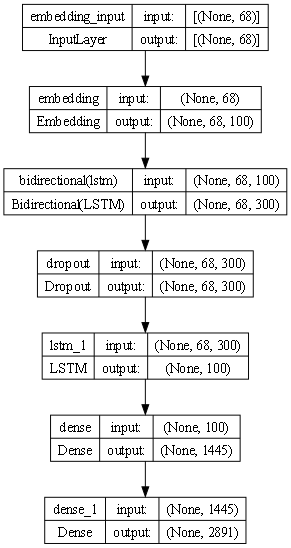 embedding_input input: [(None, 68)]
InputLayer output: [(None, 68)]
embedding input: (None, 68)
Embedding output: (None, 68, 100)
bidirectional(lstm) input: (None, 68, 100)
Bidirectional(LSTM) output: (None, 68, 300)
dropout input: (None, 68, 300)
Dropout output: (None, 68, 300)
lstm_1 input: (None, 68, 300)
LSTM output: (None, 100)
dense input: (None, 100)
Dense output: (None, 1445)
dense_1 input: (None, 1445)
Dense output: (None, 2891)